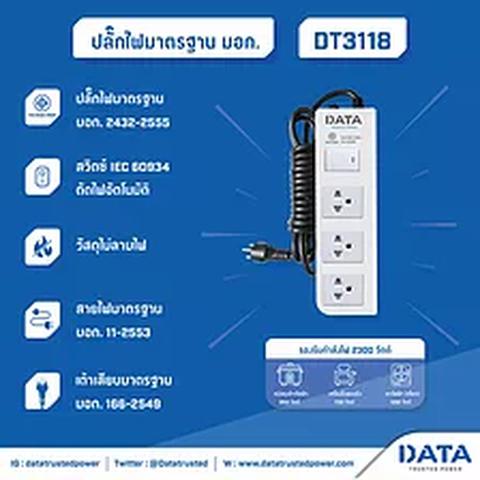 ปลั๊กไฟมาตรฐาน มอก.
DT3118
ปลั๊กไฟมาตรฐาน
มอก. 2432-2555
สวิตช์ IEC 60934
ตัดไฟอัตโนมัติ
วัสดุไม่ลามไฟ
สายไฟมาตรฐาน
มอก. 11-2553
เต้าเสียบมาตรฐาน
มอก. 166-2549
DATA
รองรับกำลังไฟ 2300 วัตต์
IG : datatrustedpower
Twitter : @Datatrusted
W : www.datatrustedpower.com
DATA
TRUSTED POWER